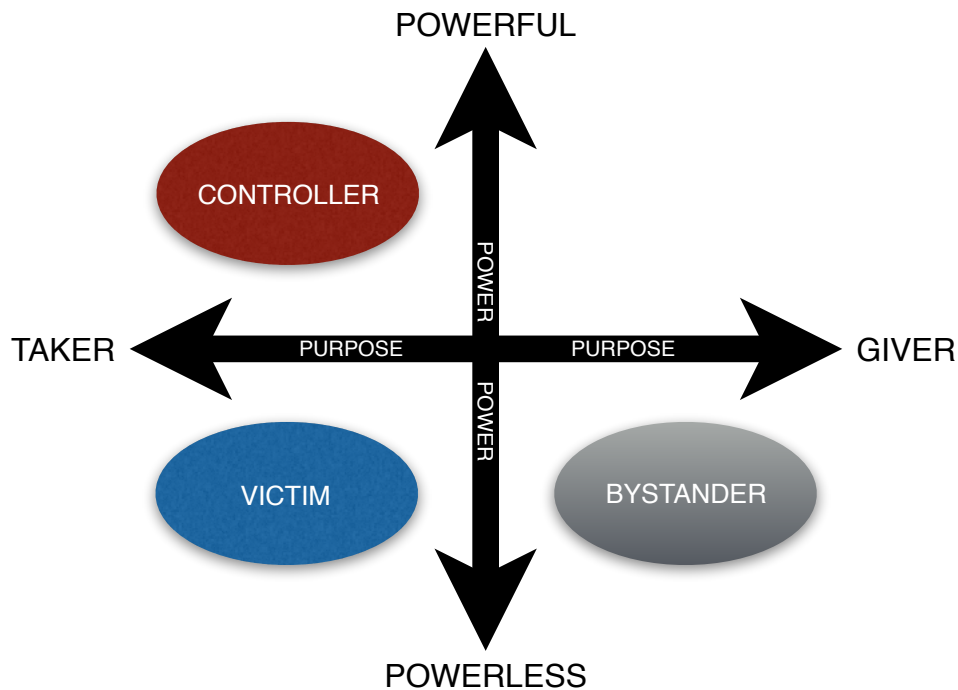 POWERFUL
CONTROLLER
POWER
TAKER
PURPOSE
PURPOSE
GIVER
POWER
VICTIM
BYSTANDER
POWERLESS